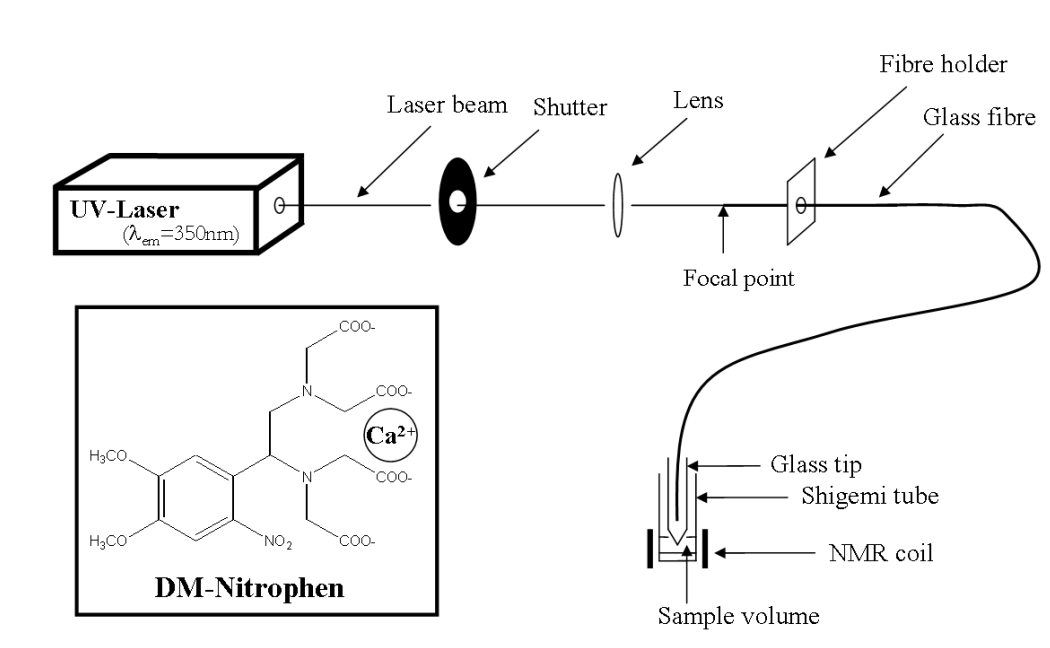 Fibre holder
Laser beam
Shutter
Lens
Glass fibre
UV-Laser
(λem=350nm)
Focal point
COO-
N
COO-
Ca2+
H3CO
N
COO-
H3CO
NO2
COO-
DM-Nitrophen
Glass tip
Shigemi tube
NMR coil
Sample volume